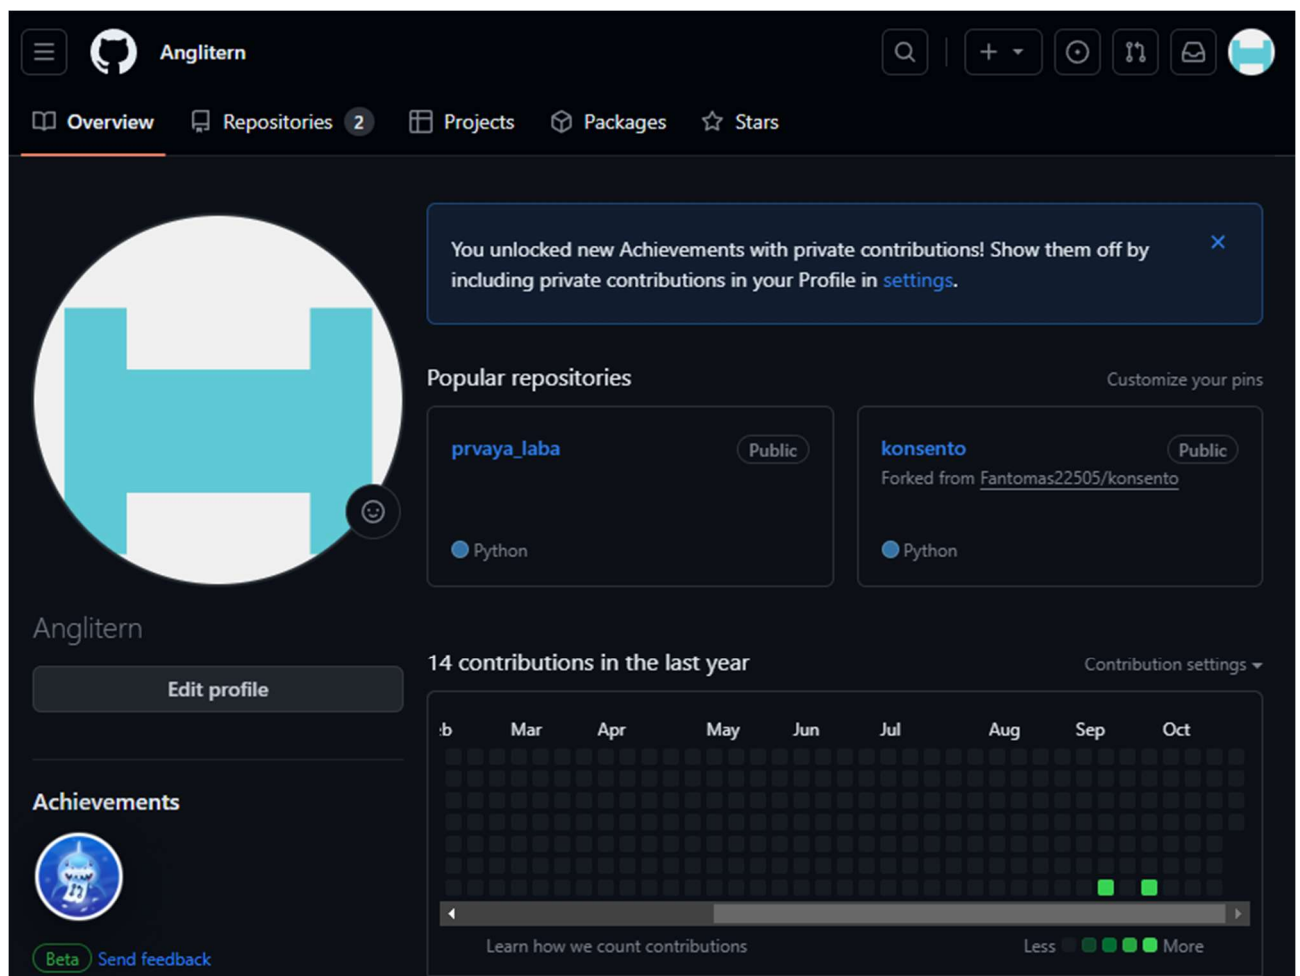 Anglitern
Overview Repositories 2 Projects Packages Stars
You unlocked new Achievements with private contributions! Show them off by
including private contributions in your Profile in settings.
Popular repositories Customize your pins
prvaya_laba Public
Python
konsento Public
Forked from Fantomas22505/konsento
Python
Anglitern
Edit profile
Achievements
Beta Send feedback
14 contributions in the last year Contribution settings
Mar Apr May Jun Jul Aug Sep Oct
Learn how we count contributions Less More